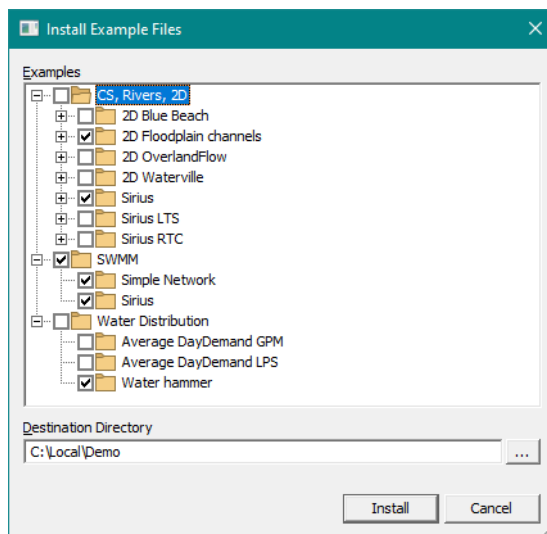 Install Example Files
Examples
CS, Rivers, 2D
2D Blue Beach
2D Floodplain channels
2D OverlandFlow
2D Waterville
Sirius
Sirius LTS
Sirius RTC
SWMM
Simple Network
Sirius
Water Distribution
Average DayDemand GPM
Average DayDemand LPS
Water hammer
Destination Directory
C:\Local\Demo
...
Install Cancel